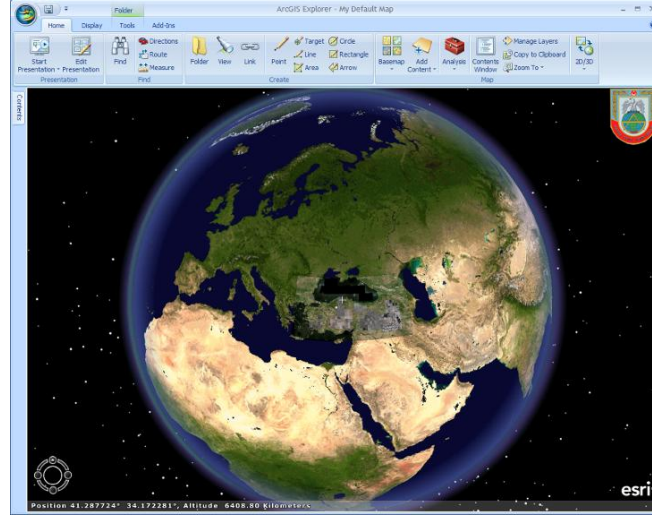 Folder
ArcGIS Explorer - My Default Map
Home Display Tools Add-Ins
Start Presentation
Edit Presentation
Presentation
Find
Directions
Route
Measure
Find
Folder
View
Link
Point
Target
Line
Area
Circle
Rectangle
Arrow
Create
Basemap
Add Content
Analysis
Contents Window
Manage Layers
Copy to Clipboard
Zoom To
Map
2D/3D
Contents
esri
Position 41.287724° 34.172281°, Altitude 6408.80 Kilometers